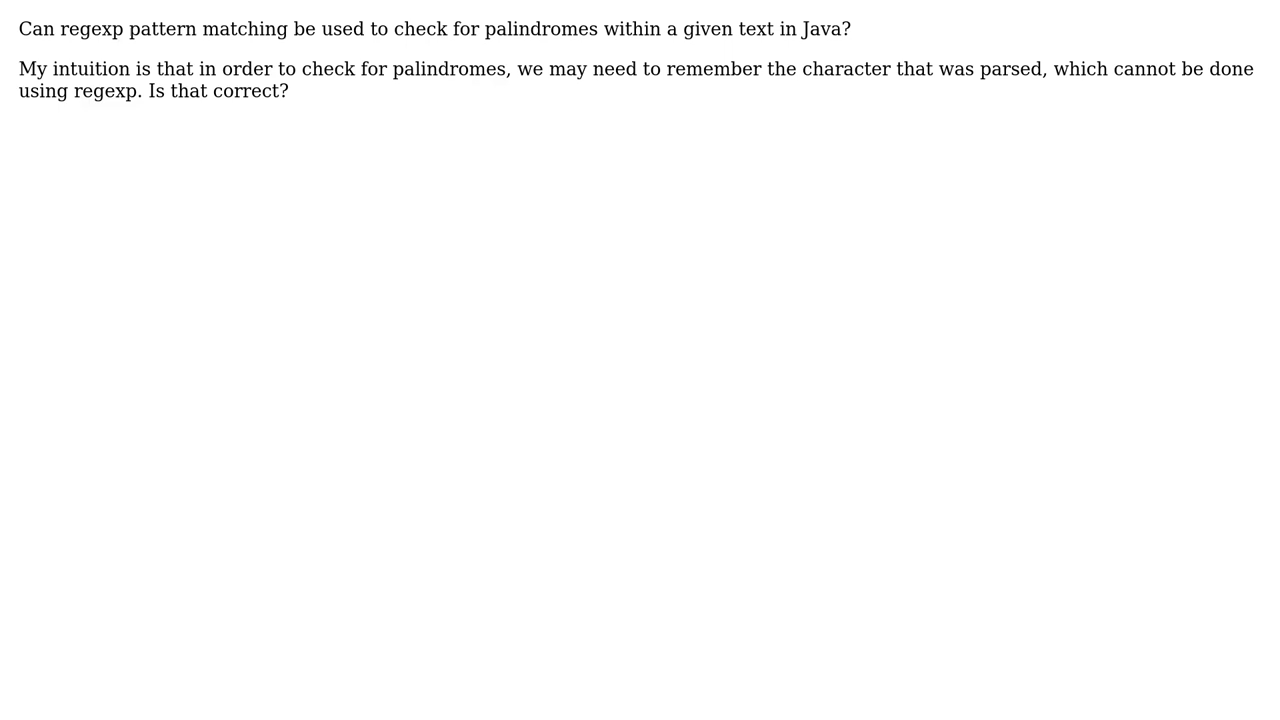 Can regexp pattern matching be used to check for palindromes within a given text in Java?
My intuition is that in order to check for palindromes, we may need to remember the character that was parsed, which cannot be done
using regexp. Is that correct?